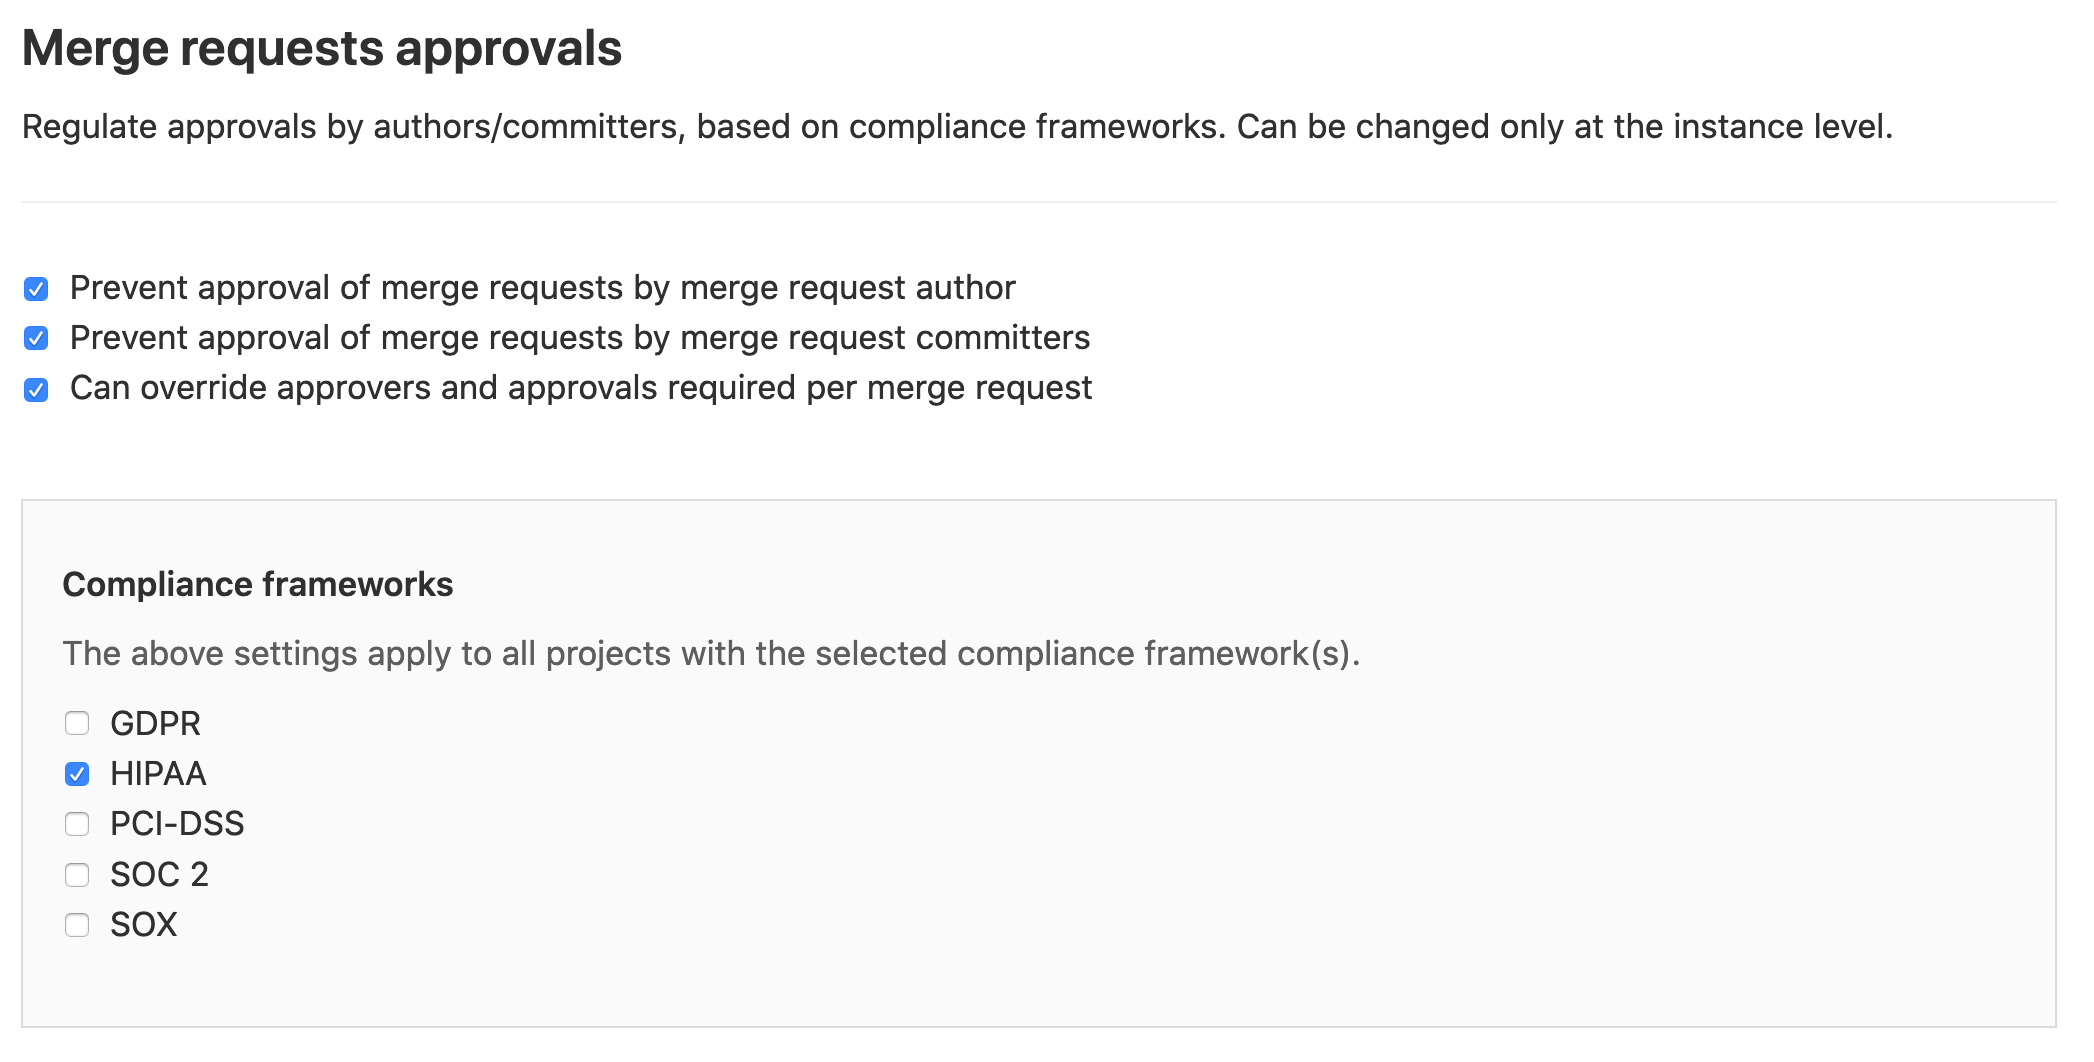 Merge requests approvals
Regulate approvals by authors/committers, based on compliance frameworks. Can be changed only at the instance level.
Prevent approval of merge requests by merge request author
Prevent approval of merge requests by merge request committers
Can override approvers and approvals required per merge request
Compliance frameworks
The above settings apply to all projects with the selected compliance framework(s).
GDPR
HIPAA
PCI-DSS
SOC 2
SOX